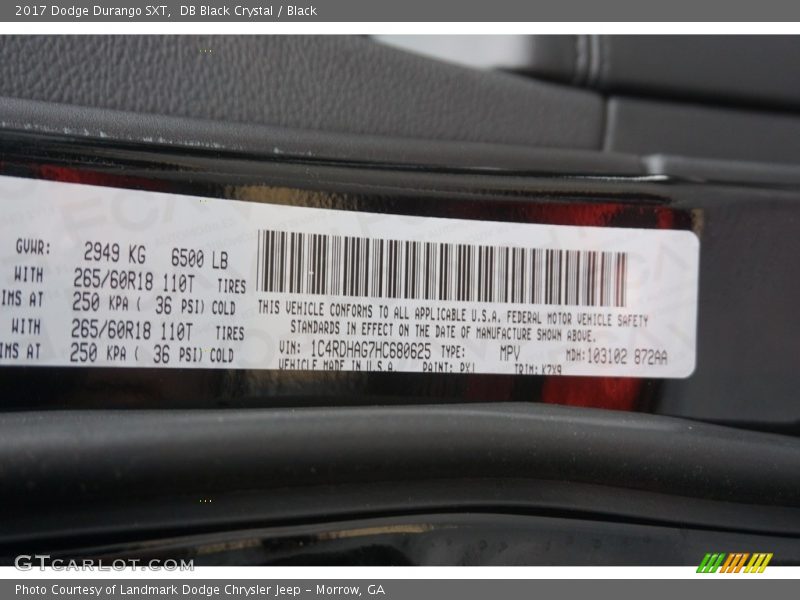 2017 Dodge Durango SXT,  DB Black Crystal / Black
GVWR: 2949 KG 6500 LB
WITH 265/60R18 110T TIRES
IMS AT 250 KPA ( 36 PSI) COLD
WITH 265/60R18 110T TIRES
IMS AT 250 KPA ( 36 PSI) COLD
THIS VEHICLE CONFORMS TO ALL APPLICABLE U.S.A. FEDERAL MOTOR VEHICLE SAFETY
STANDARDS IN EFFECT ON THE DATE OF MANUFACTURE SHOWN ABOVE.
VIN: 1C4RDHAG7HC680625 TYPE: MPV MDH:103102 872AA
VEHICLE MADE IN U.S.A. PAINT: PXJ TRIM: K7X9
GTCARLOT.COM
Photo Courtesy of Landmark Dodge Chrysler Jeep – Morrow, GA